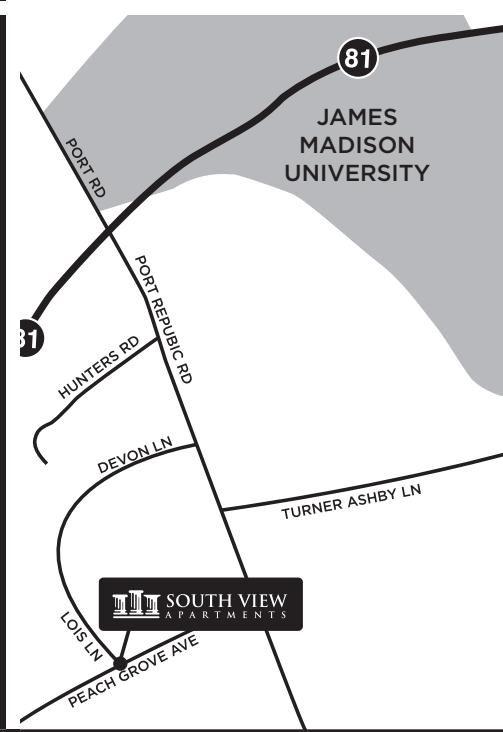 81
JAMES
MADISON
UNIVERSITY
PORT RD
PORT REPUBIC RD
81
HUNTERS RD
DEVON LN
TURNER ASHBY LN
SOUTH VIEW
APARTMENTS
LOIS LN
PEACH GROVE AVE